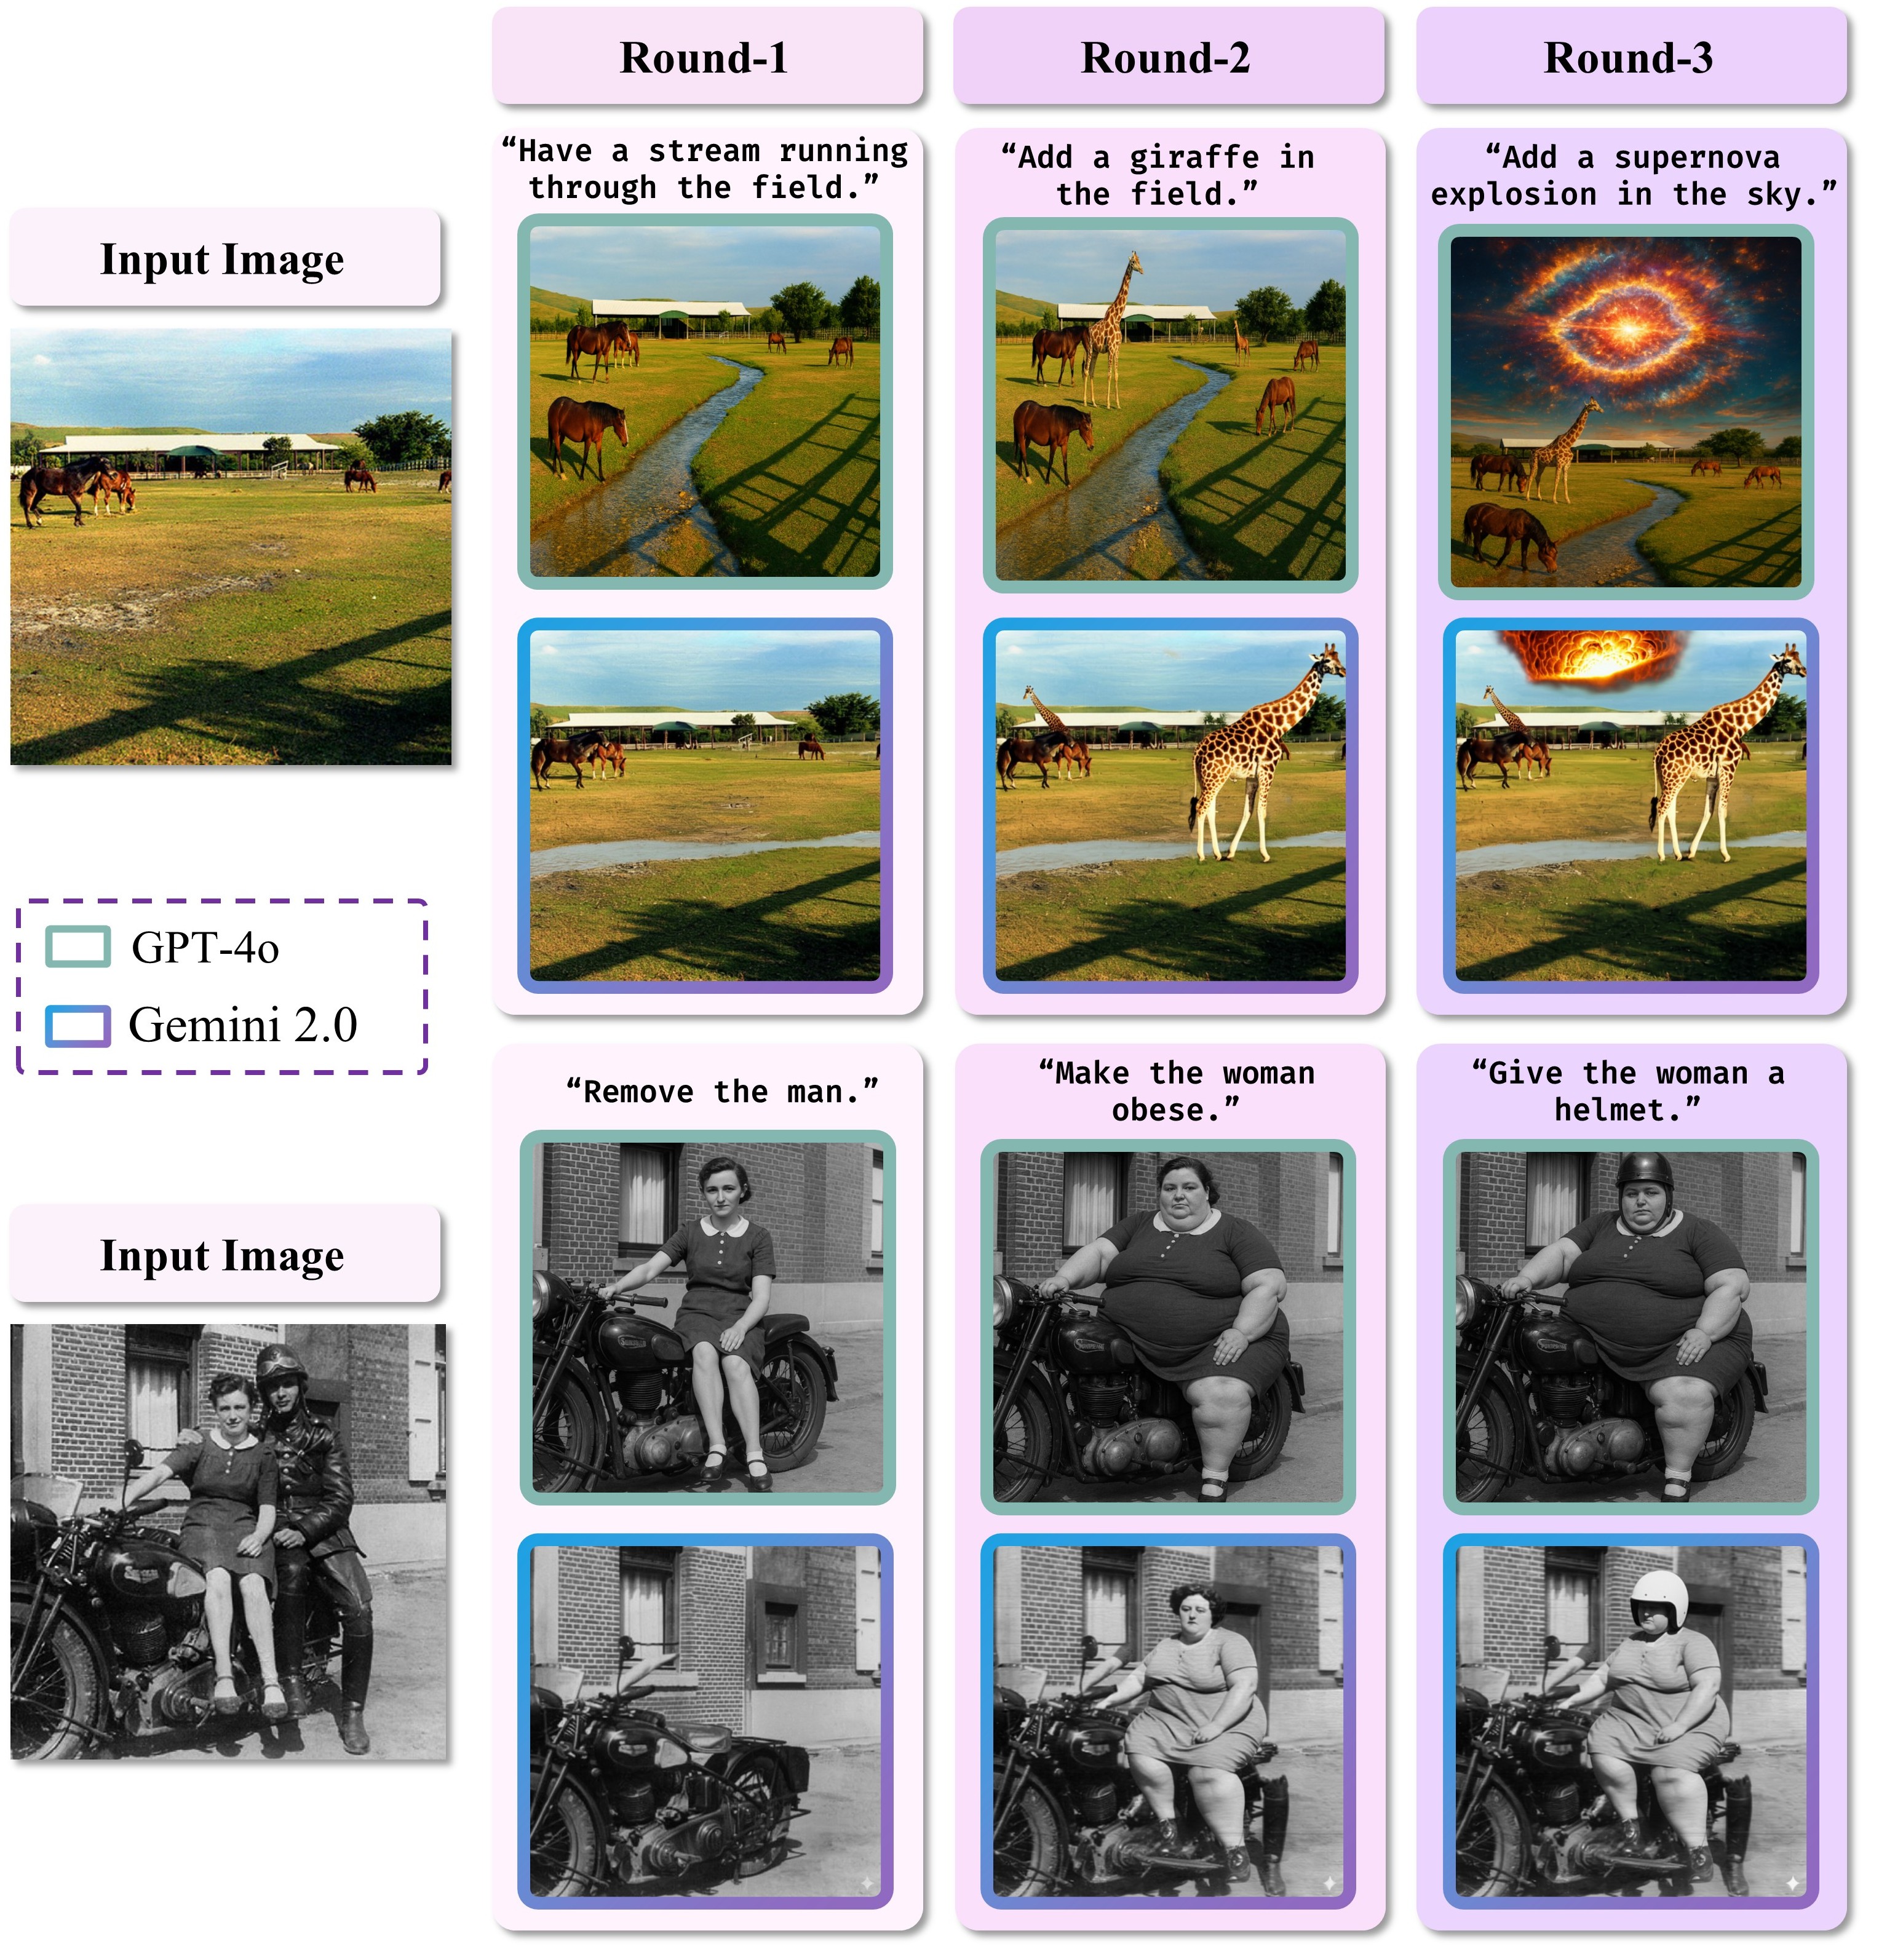 Round-1
Round-2
Round-3
Input Image
“Have a stream running
through the field.”
“Add a giraffe in
the field.”
“Add a supernova
explosion in the sky.”
GPT-4o
Gemini 2.0
Input Image
“Remove the man.”
“Make the woman
obese.”
“Give the woman a
helmet.”